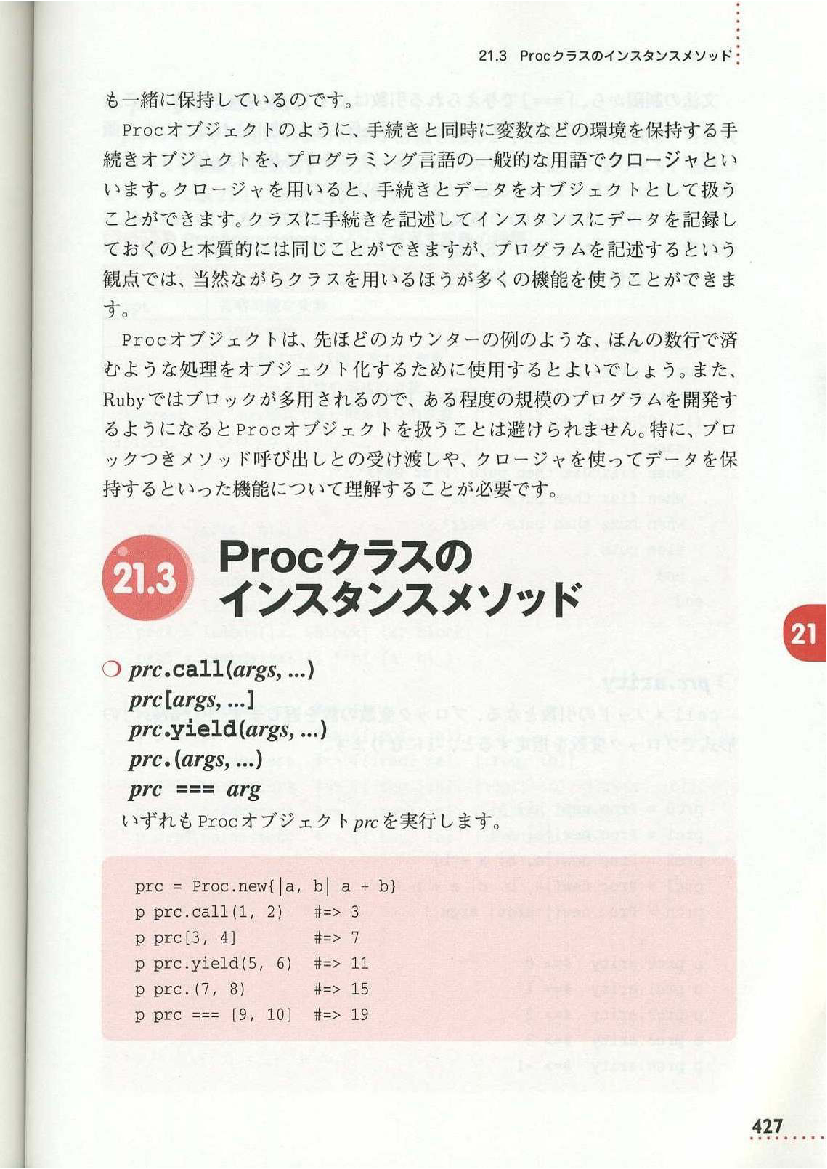 21.3 Procクラスのインスタンスメソッド
も一緒に保持しているのです。
Procオブジェクトのように、手続きと同時に変数などの環境を保持する手
続きオブジェクトを、プログラミング言語の一般的な用語でクロージャとい
います。クロージャを用いると、手続きとデータをオブジェクトとして扱う
ことができます。クラスに手続きを記述してインスタンスにデータを記録し
ておくのと本質的には同じことができますが、プログラムを記述するという
観点では、当然ながらクラスを用いるほうが多くの機能を使うことができま
す。
Procオブジェクトは、先ほどのカウンターの例のような、ほんの数行で済
むような処理をオブジェクト化するために使用するとよいでしょう。また、
Rubyではブロックが多用されるので、ある程度の規模のプログラムを開発す
るようになるとProcオブジェクトを扱うことは避けられません。特に、ブロ
ックつきメソッド呼び出しとの受け渡しや、クロージャを使ってデータを保
持するといった機能について理解することが必要です。
21.3 Procクラスの
インスタンスメソッド
21
❍ prc.call(args, ...)
prc[args, ...]
prc.yield(args, ...)
prc.(args, ...)
prc === arg
いずれもProcオブジェクトprcを実行します。
prc = Proc.new{|a, b| a + b}
p prc.call(1, 2) #=> 3
p prc[3, 4] #=> 7
p prc.yield(5, 6) #=> 11
p prc.(7, 8) #=> 15
p prc === [9, 10] #=> 19
427